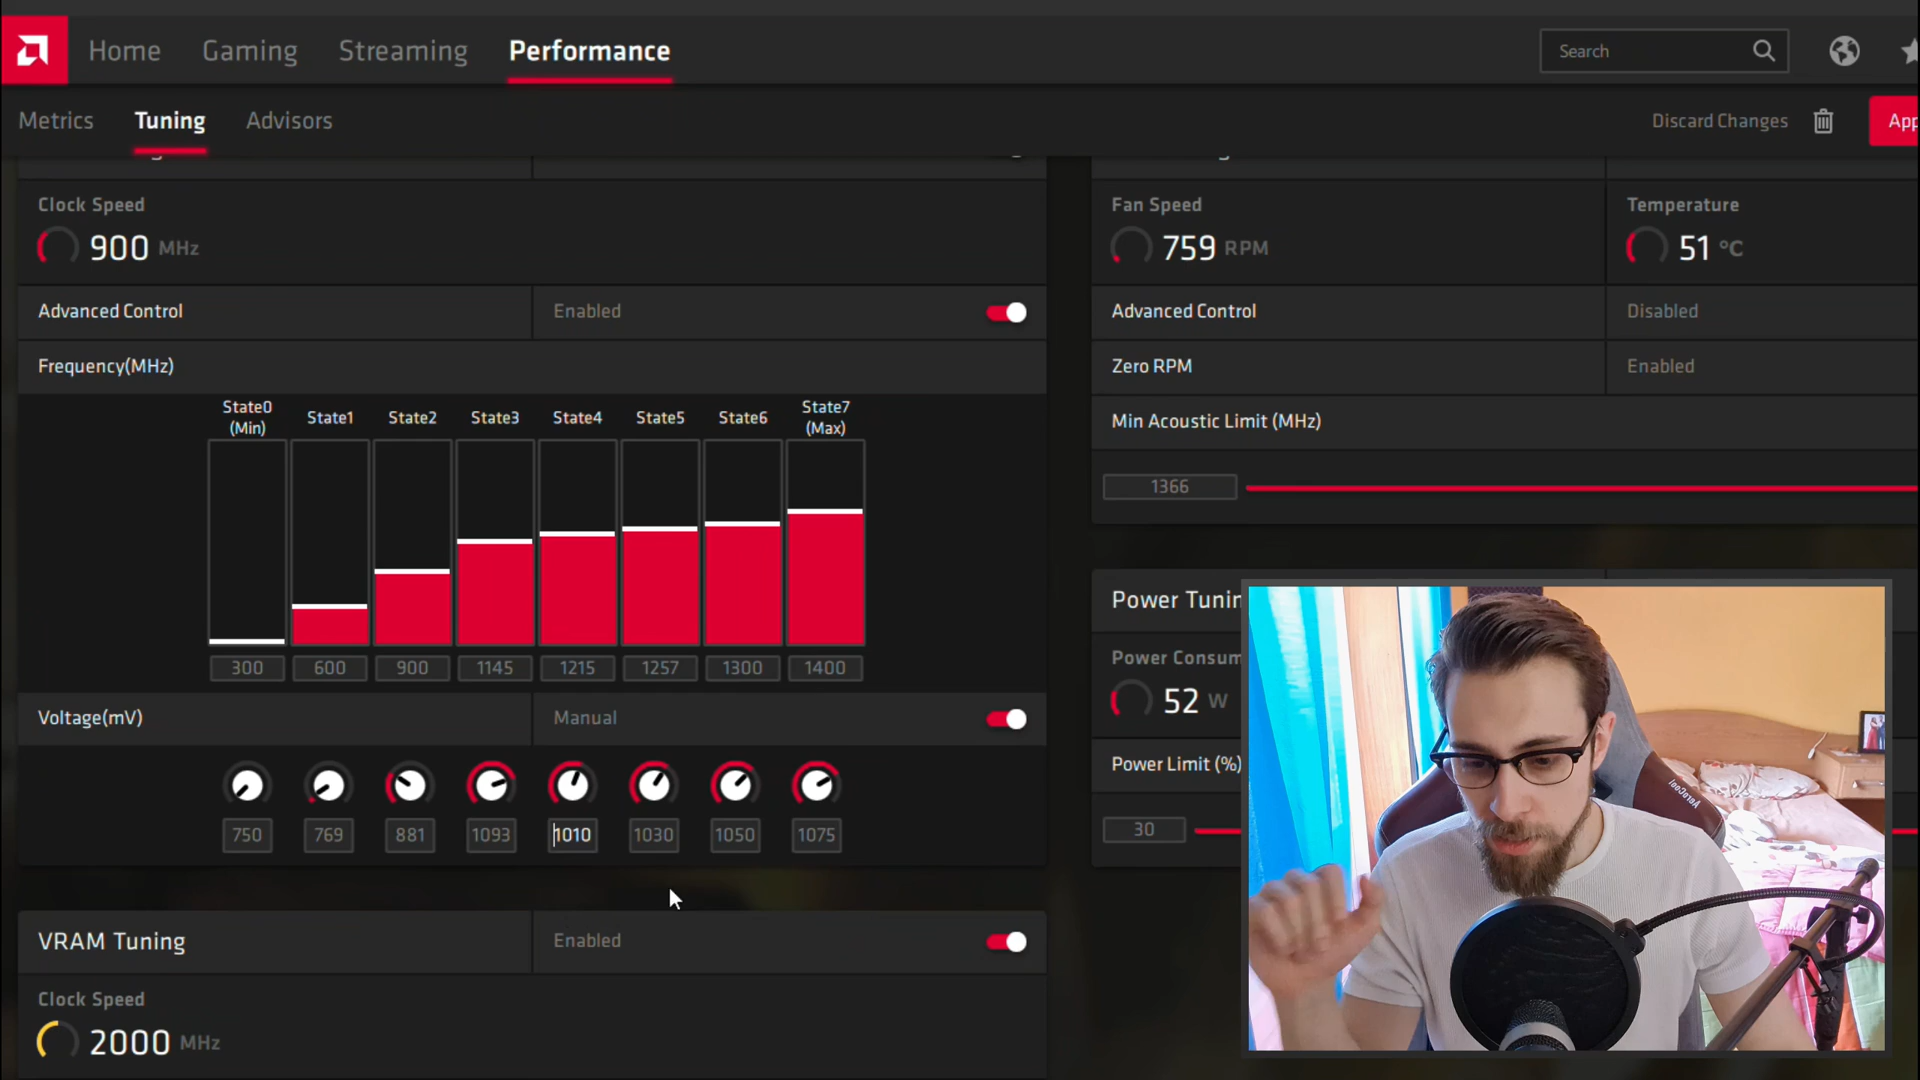 Home Gaming Streaming Performance Search
Metrics Tuning Advisors Discard Changes
Clock Speed
900 MHz
Advanced Control Enabled
Frequency(MHz)
State0 (Min) State1 State2 State3 State4 State5 State6 State7 (Max)
300 600 900 1145 1215 1257 1300 1400
Voltage(mV) Manual
750 769 881 1093 1010 1030 1050 1075
VRAM Tuning Enabled
Clock Speed
2000 MHz
Fan Speed Temperature
759 RPM 51 °C
Advanced Control Disabled
Zero RPM Enabled
Min Acoustic Limit (MHz)
1366
Power Tunin
Power Consum
52 W
Power Limit (%)
30
AeroCool